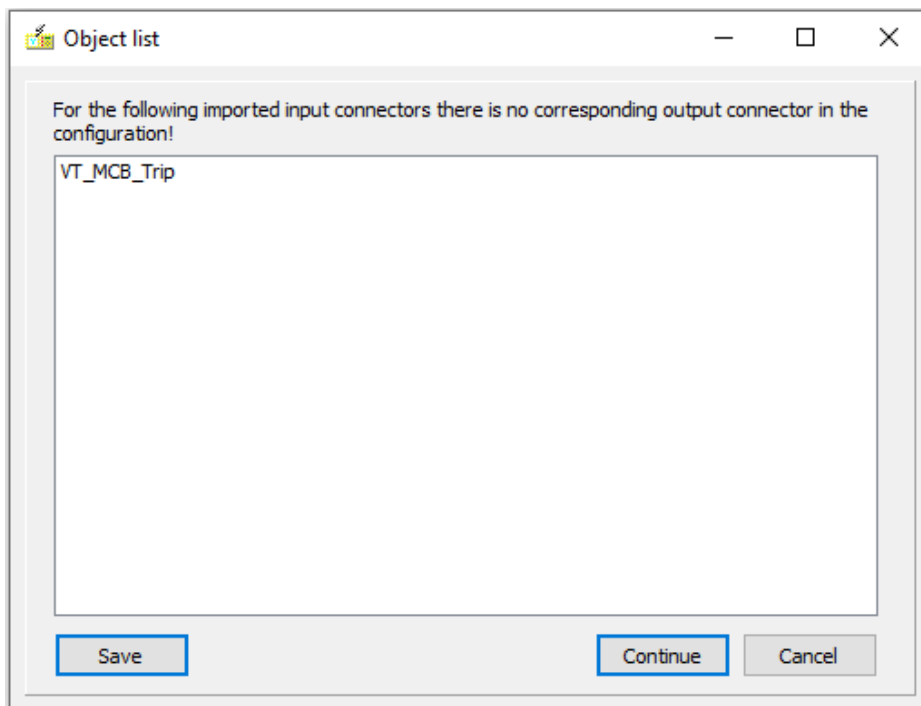 Object list
For the following imported input connectors there is no corresponding output connector in the
configuration!
VT_MCB_Trip
Save
Continue
Cancel